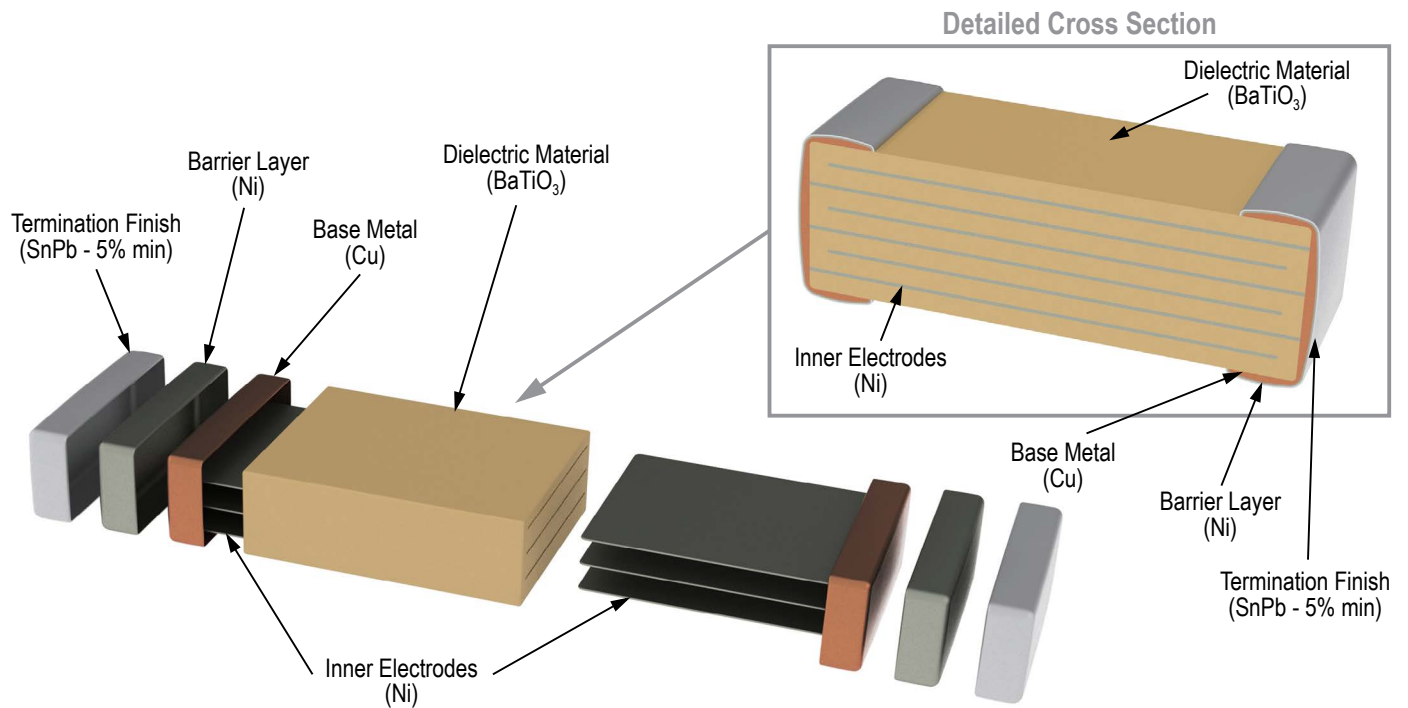 Detailed Cross Section
Dielectric Material
(BaTiO₃)
Inner Electrodes
(Ni)
Base Metal
(Cu)
Barrier Layer
(Ni)
Termination Finish
(SnPb - 5% min)
Termination Finish
(SnPb - 5% min)
Barrier Layer
(Ni)
Base Metal
(Cu)
Dielectric Material
(BaTiO₃)
Inner Electrodes
(Ni)